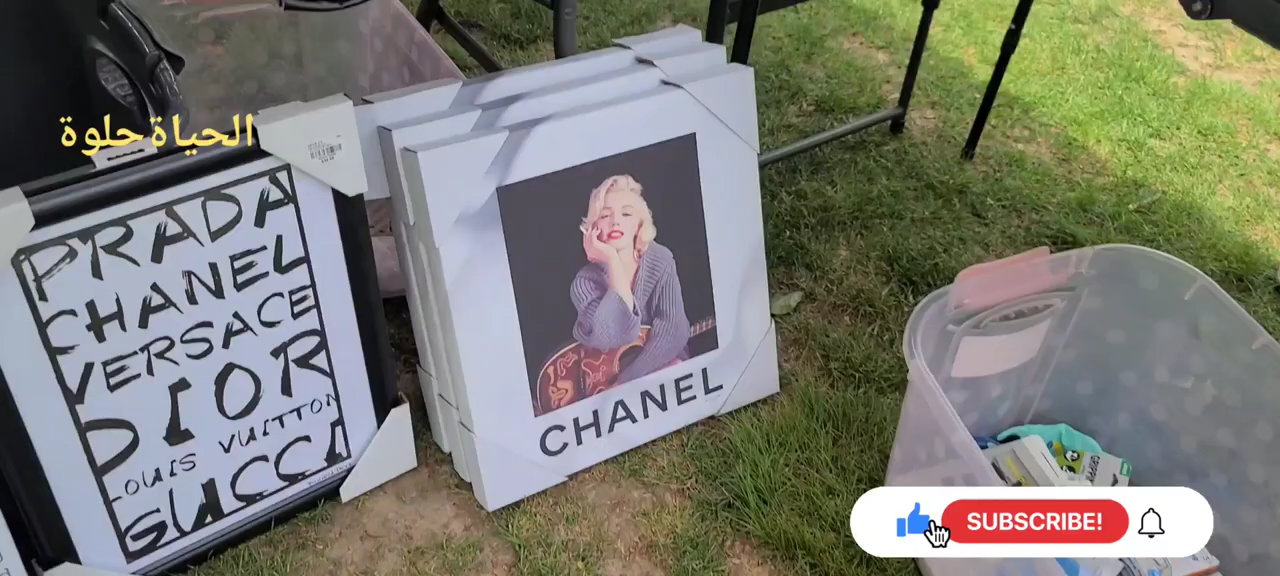 الحياة حلوة
PRADA
CHANEL
VERSACE
DIOR
LOUIS VUITTON
GUCCI
CHANEL
SUBSCRIBE!